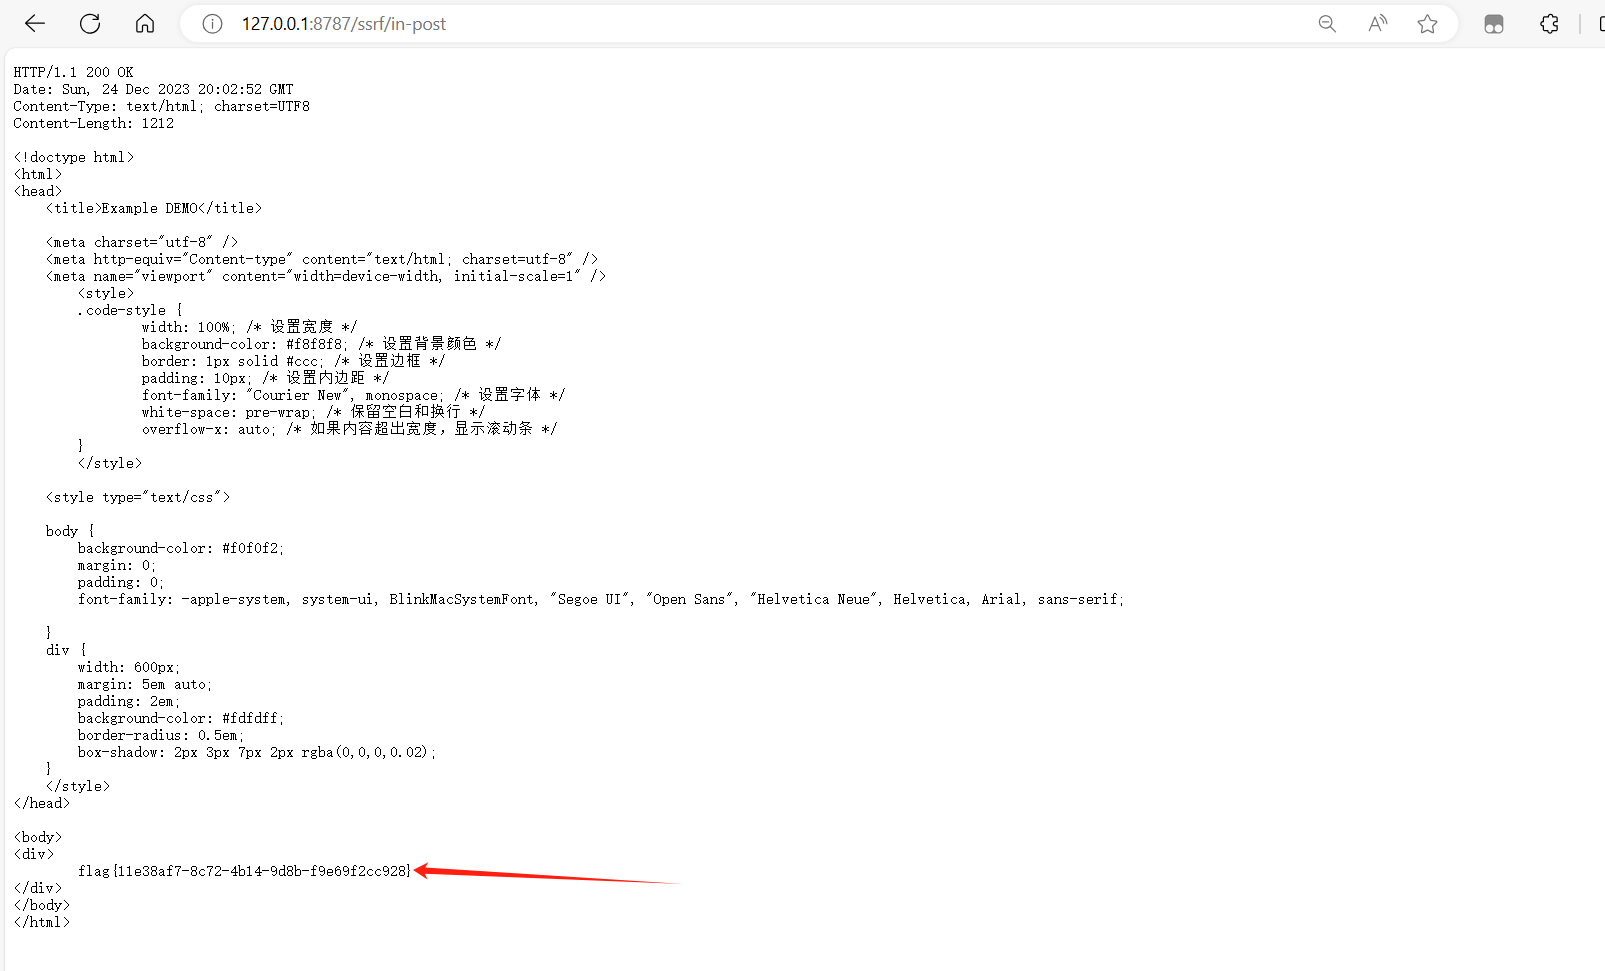 127.0.0.1:8787/ssrf/in-post
HTTP/1.1 200 OK
Date: Sun, 24 Dec 2023 20:02:52 GMT
Content-Type: text/html; charset=UTF8
Content-Length: 1212
<!doctype html>
<html>
<head>
    <title>Example DEMO</title>
    <meta charset="utf-8" />
    <meta http-equiv="Content-type" content="text/html; charset=utf-8" />
    <meta name="viewport" content="width=device-width, initial-scale=1" />
        <style>
        .code-style {
                width: 100%; /* 设置宽度 */
                background-color: #f8f8f8; /* 设置背景颜色 */
                border: 1px solid #ccc; /* 设置边框 */
                padding: 10px; /* 设置内边距 */
                font-family: "Courier New", monospace; /* 设置字体 */
                white-space: pre-wrap; /* 保留空白和换行 */
                overflow-x: auto; /* 如果内容超出宽度，显示滚动条 */
        }
        </style>
    <style type="text/css">
    body {
        background-color: #f0f0f2;
        margin: 0;
        padding: 0;
        font-family: -apple-system, system-ui, BlinkMacSystemFont, "Segoe UI", "Open Sans", "Helvetica Neue", Helvetica, Arial, sans-serif;
    }
    div {
        width: 600px;
        margin: 5em auto;
        padding: 2em;
        background-color: #fdfdff;
        border-radius: 0.5em;
        box-shadow: 2px 3px 7px 2px rgba(0,0,0,0.02);
    }
    </style>
</head>
<body>
<div>
        flag{11e38af7-8c72-4b14-9d8b-f9e69f2cc928}
</div>
</body>
</html>